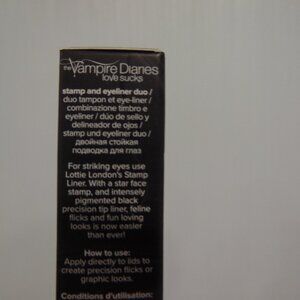 the Vampire Diaries
love sucks
stamp and eyeliner duo /
duo tampon et eye-liner /
combinazione timbro e
eyeliner / dúo de sello y
delineador de ojos /
stamp und eyeliner duo /
двойная стойкая
подводка для глаз
For striking eyes use
Lottie London's Stamp
Liner. With a star face
stamp, and intensely
pigmented black
precision tip liner, feline
flicks and fun loving
looks is now easier
than ever!
How to use:
Apply directly to lids to
create precision flicks or
graphic looks.
Conditions d'utilisation: